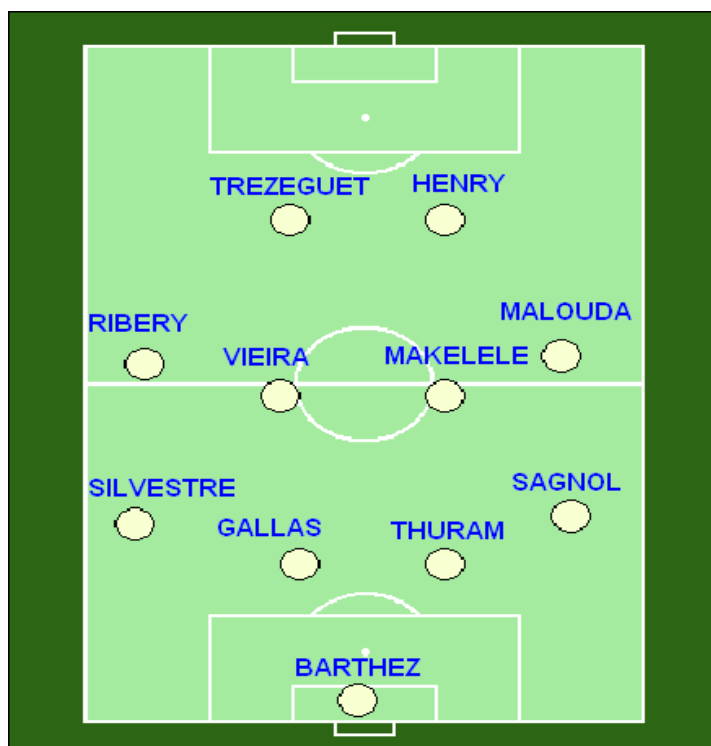 TREZEGUET
HENRY
RIBERY
MALOUDA
VIEIRA
MAKELELE
SILVESTRE
SAGNOL
GALLAS
THURAM
BARTHEZ